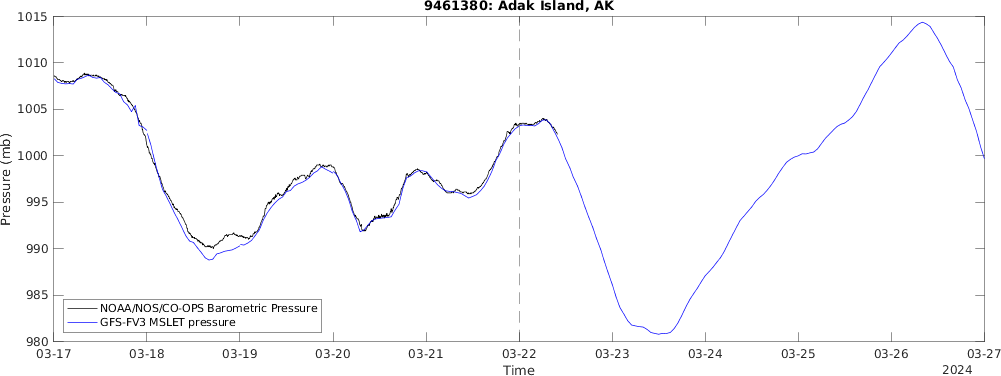 9461380: Adak Island, AK
Pressure (mb)
1015
1010
1005
1000
995
990
985
980
NOAA/NOS/CO-OPS Barometric Pressure
GFS-FV3 MSLET pressure
03-17 03-18 03-19 03-20 03-21 03-22 03-23 03-24 03-25 03-26 03-27
Time
2024